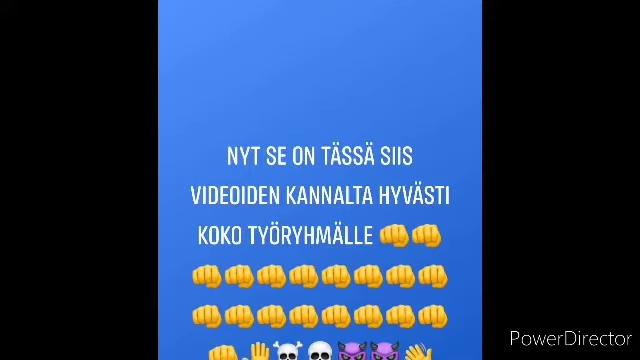 NYT SE ON TÄSSÄ SIIS
VIDEOIDEN KANNALTA HYVÄSTI
KOKO TYÖRYHMÄLLE 👊👊
👊👊👊👊👊👊👊👊
👊👊👊👊👊👊👊👊
👊✋☠️💀👿👿👋
PowerDirector